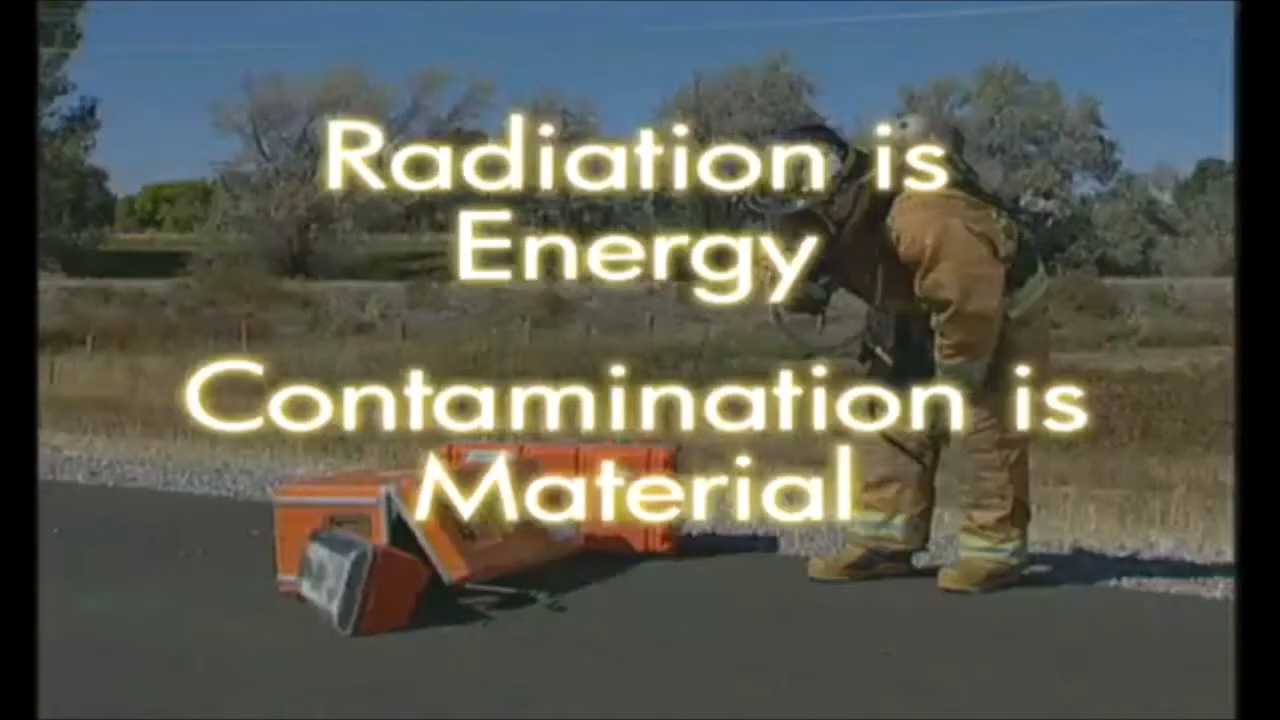 Radiation is
Energy
Contamination is
Material